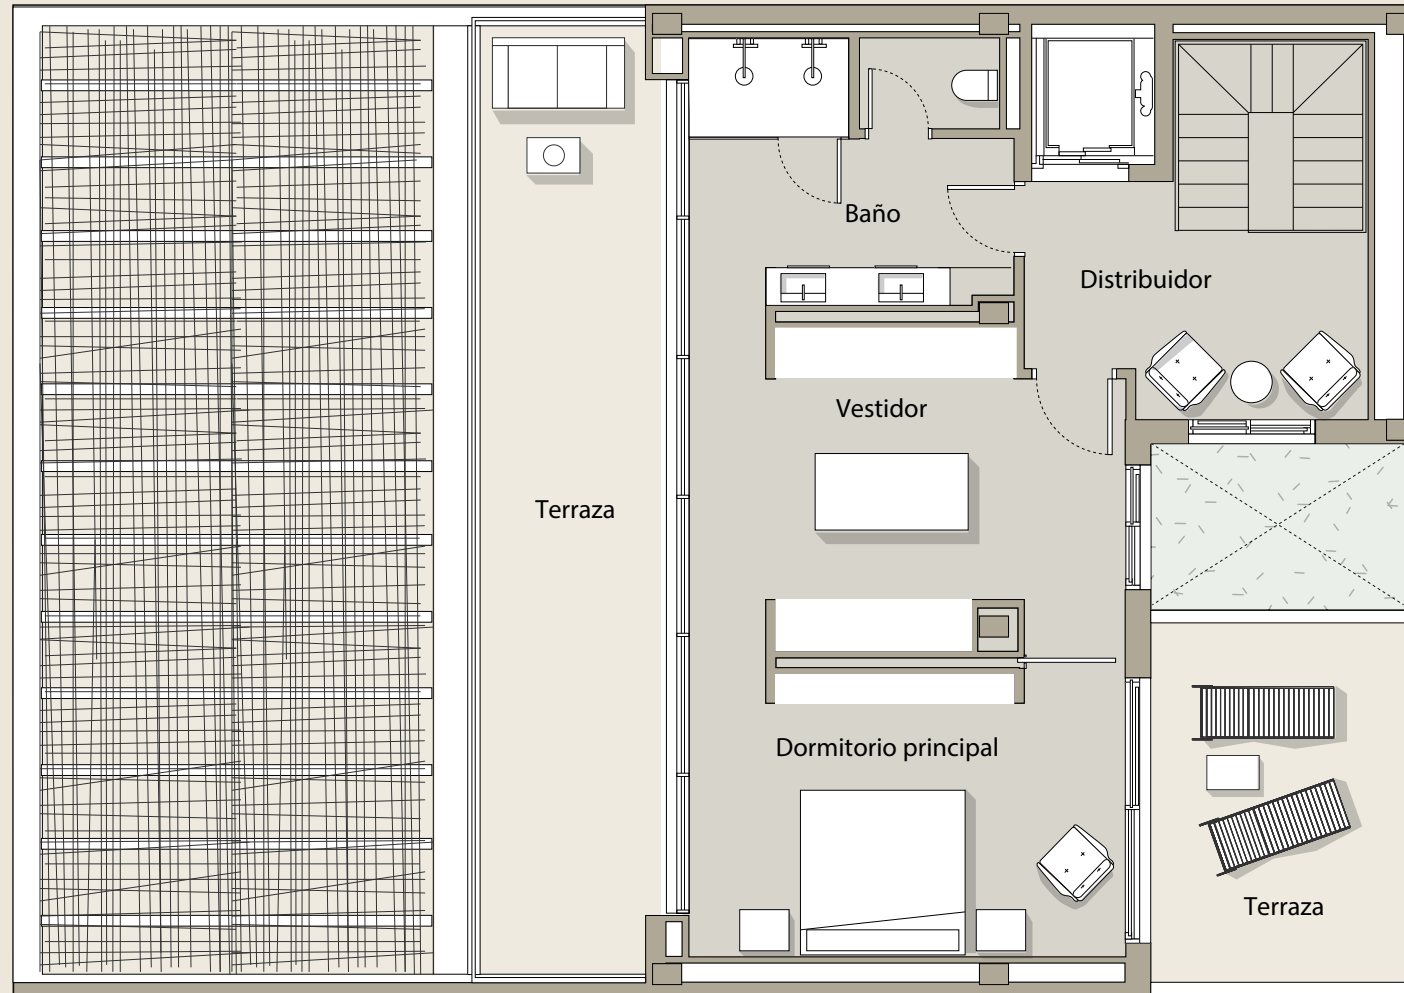 Baño
Distribuidor
Vestidor
Terraza
Dormitorio principal
Terraza